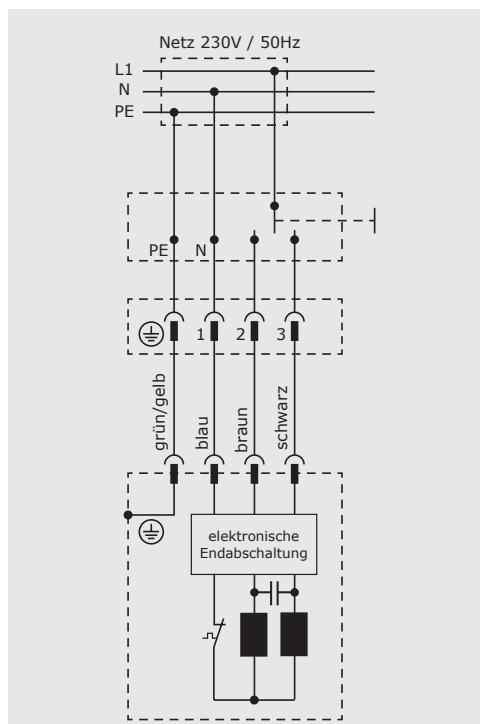 Netz 230V / 50Hz
L1
N
PE
PE N
1 2 3
grün/gelb
blau
braun
schwarz
elektronische
Endabschaltung